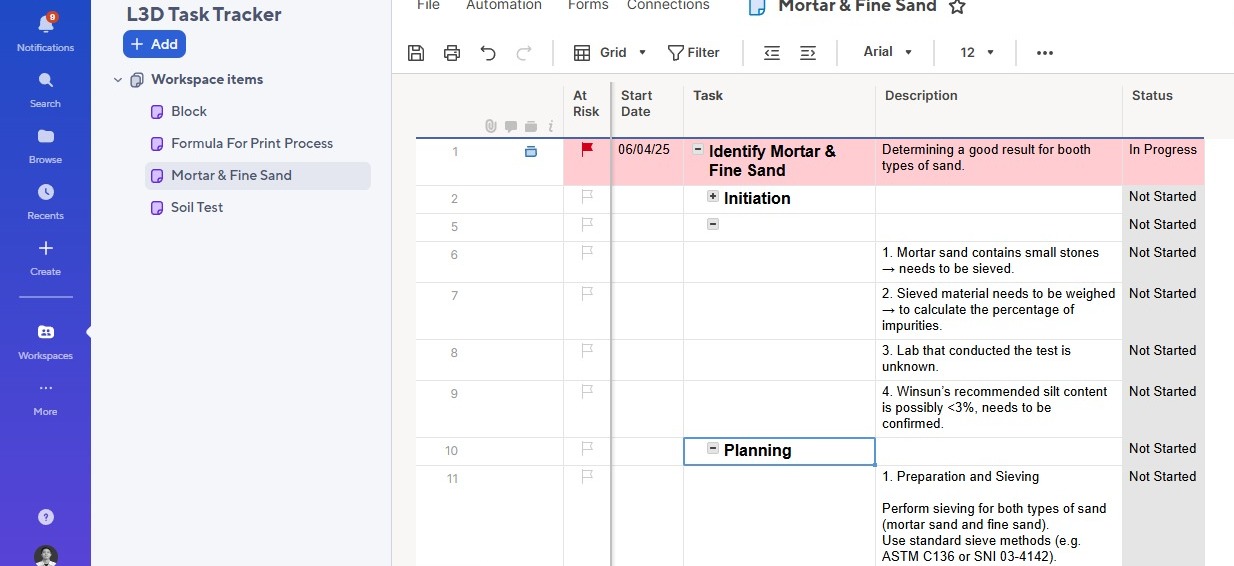 9
Notifications
Search
Browse
Recents
Create
Workspaces
More
?
L3D Task Tracker
+ Add
Workspace items
Block
Formula For Print Process
Mortar & Fine Sand
Soil Test
File Automation Forms Connections
Mortar & Fine Sand
Grid Filter Arial 12
At
Risk
Start
Date
Task
Description
Status
1
06/04/25
Identify Mortar &
Fine Sand
Determining a good result for booth
types of sand.
In Progress
2
Initiation
Not Started
5
Not Started
6
1. Mortar sand contains small stones
→ needs to be sieved.
Not Started
7
2. Sieved material needs to be weighed
→ to calculate the percentage of
impurities.
Not Started
8
3. Lab that conducted the test is
unknown.
Not Started
9
4. Winsun's recommended silt content
is possibly <3%, needs to be
confirmed.
Not Started
10
Planning
Not Started
11
1. Preparation and Sieving
Not Started
Perform sieving for both types of sand
(mortar sand and fine sand).
Use standard sieve methods (e.g.
ASTM C136 or SNI 03-4142).